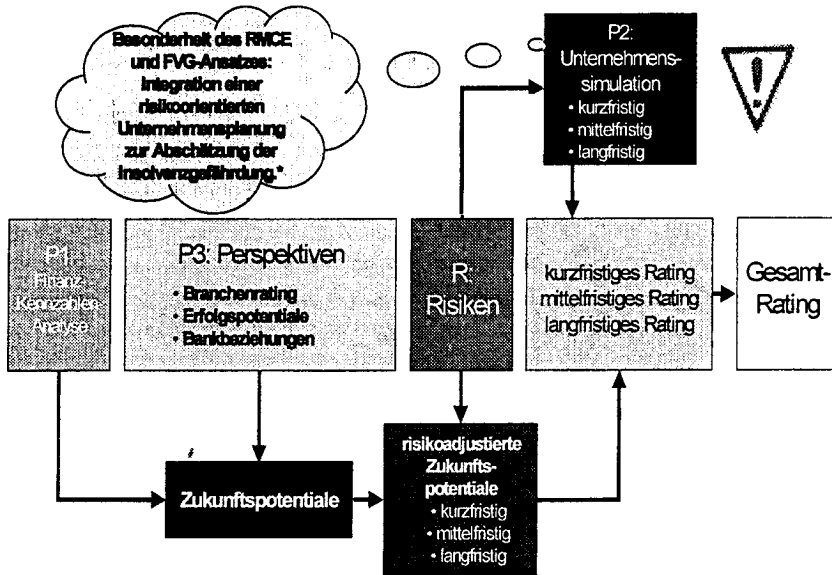 Besonderheit des RMCE
und FVG-Ansatzes:
Integration einer
risikoorientierten
Unternehmensplanung
zur Abschätzung der
Insolvenzgefährdung.*
P2:
Unternehmens-
simulation
• kurzfristig
• mittelfristig
• langfristig
P1:
Finanz-
Kennzahlen-
Analyse
P3: Perspektiven
• Branchenrating
• Erfolgspotentiale
• Bankbeziehungen
R:
Risiken
kurzfristiges Rating
mittelfristiges Rating
langfristiges Rating
Gesamt-
Rating
Zukunftspotentiale
risikoadjustierte
Zukunfts-
potentiale
• kurzfristig
• mittelfristig
• langfristig